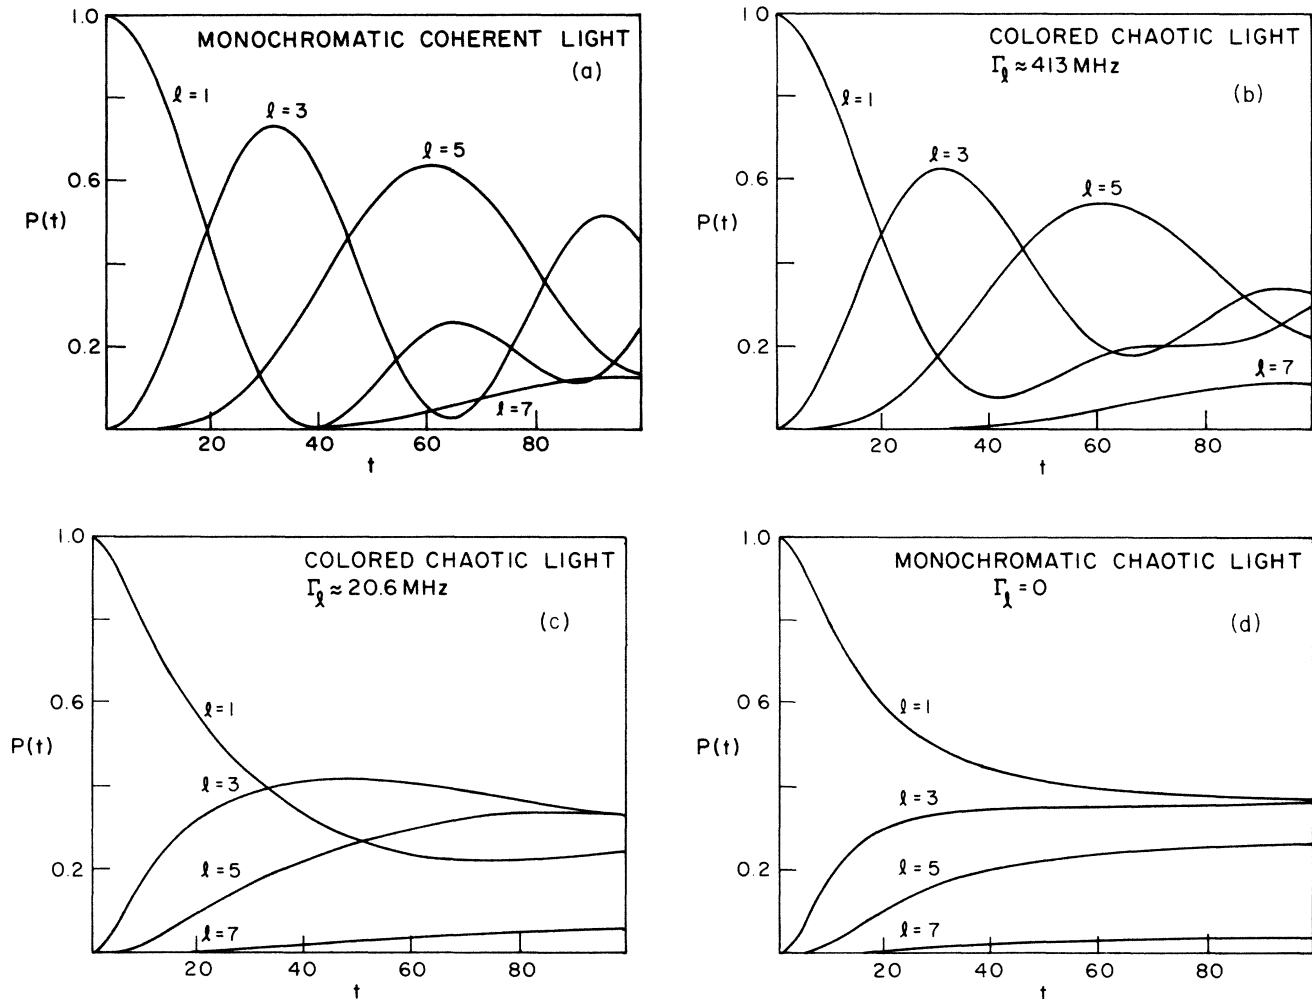 MONOCHROMATIC COHERENT LIGHT
(a)
1.0
0.6
0.2
P(t)
ℓ=1
ℓ=3
ℓ=5
ℓ=7
20
40
60
80
t
COLORED CHAOTIC LIGHT
Γℓ ≈ 413 MHz
(b)
1.0
0.6
0.2
P(t)
ℓ=1
ℓ=3
ℓ=5
ℓ=7
20
40
60
80
t
COLORED CHAOTIC LIGHT
Γℓ ≈ 20.6 MHz
(c)
1.0
0.6
0.2
P(t)
ℓ=1
ℓ=3
ℓ=5
ℓ=7
20
40
60
80
t
MONOCHROMATIC CHAOTIC LIGHT
Γℓ = 0
(d)
1.0
0.6
0.2
P(t)
ℓ=1
ℓ=3
ℓ=5
ℓ=7
20
40
60
80
t